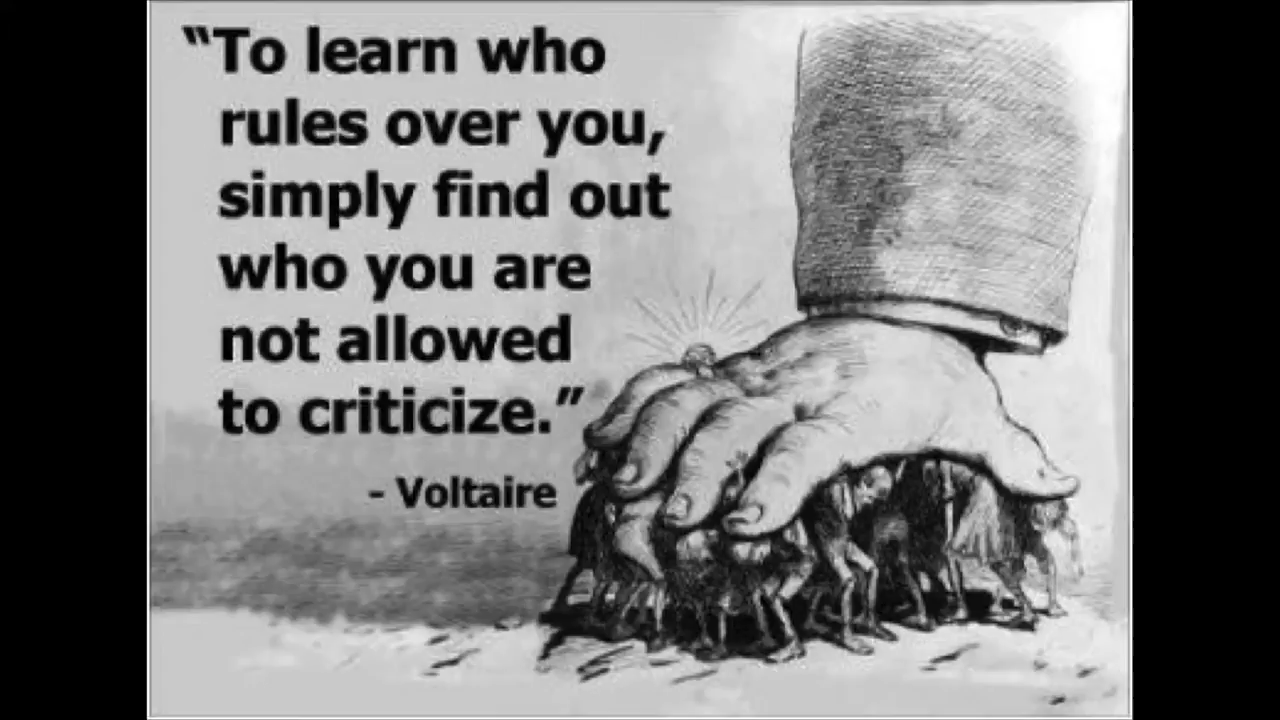 “To learn who
rules over you,
simply find out
who you are
not allowed
to criticize.”
- Voltaire